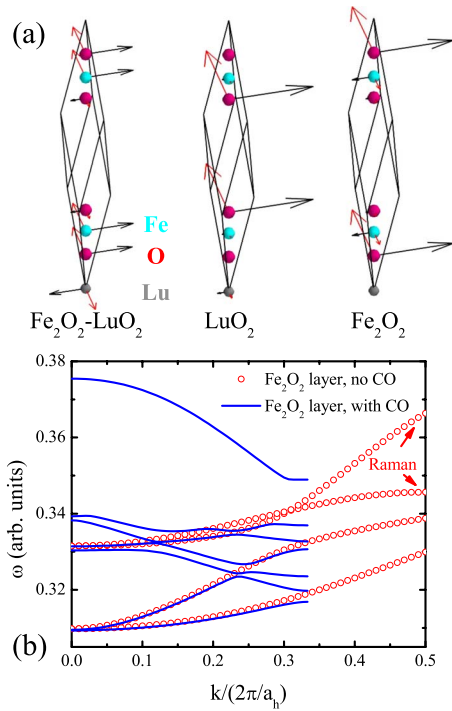 (a)
Fe
O
Lu
Fe₂O₂-LuO₂ LuO₂ Fe₂O₂
0.38
0.36
0.34
0.32
ω (arb. units)
Fe₂O₂ layer, no CO
Fe₂O₂ layer, with CO
Raman
(b)
0.0 0.1 0.2 0.3 0.4 0.5
k/(2π/aₕ)